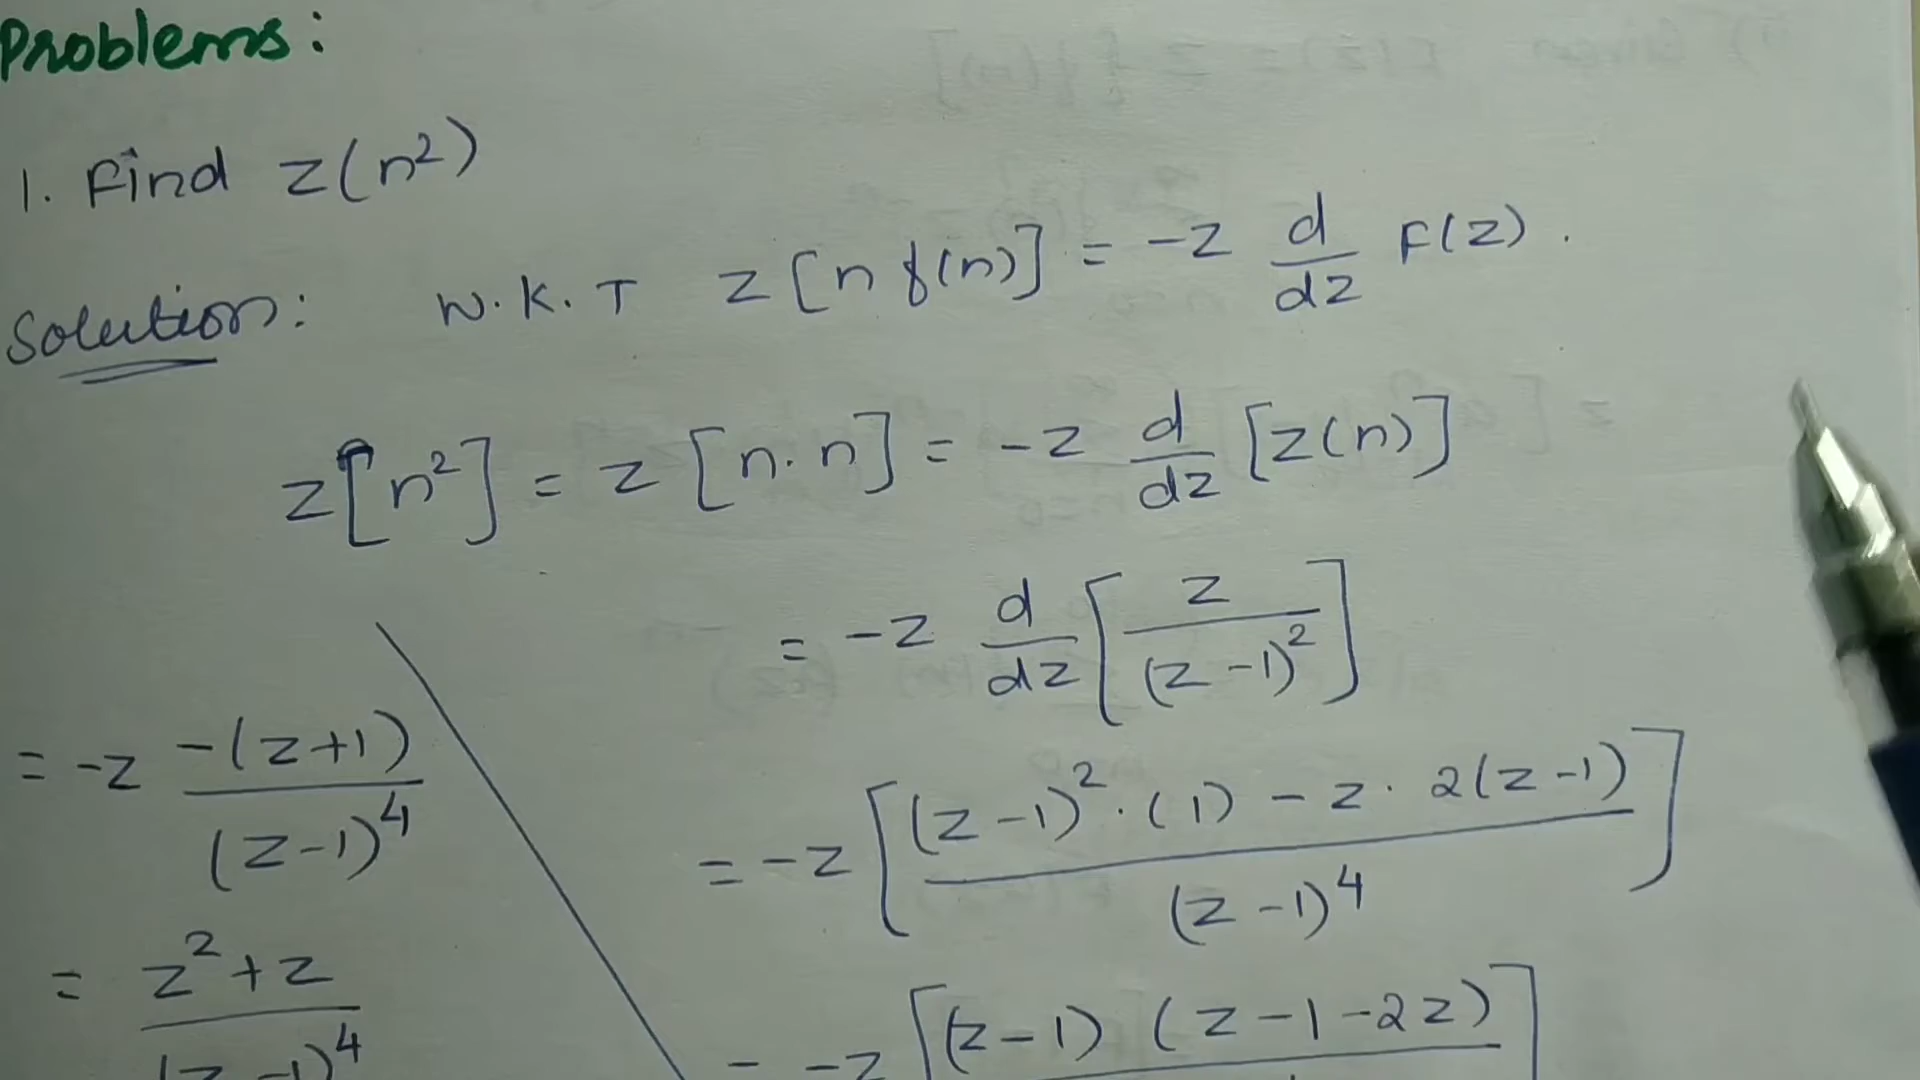 Problems:
1. Find z(n²)
Solution: W.K.T z[n f(n)] = -z d/dz F(z).
z[n²] = z[n.n] = -z d/dz [z(n)]
= -z d/dz [z/(z-1)²]
= -z [((z-1)².(1) - z. 2(z-1))/(z-1)⁴]
= -z [(z-1) (z-1-2z)
= -z -(z+1)/(z-1)⁴
= z²+z/(z-1)⁴